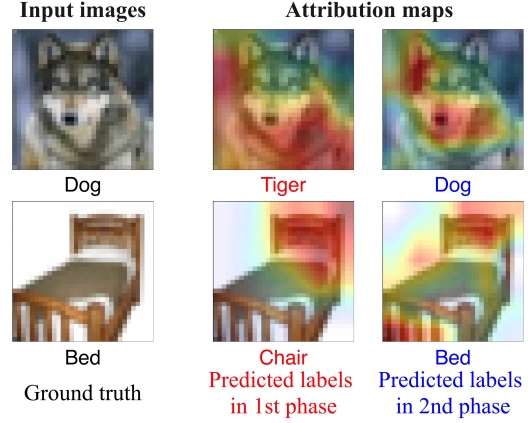 Input images
Attribution maps
Dog
Tiger
Dog
Bed
Chair
Bed
Ground truth
Predicted labels
in 1st phase
Predicted labels
in 2nd phase